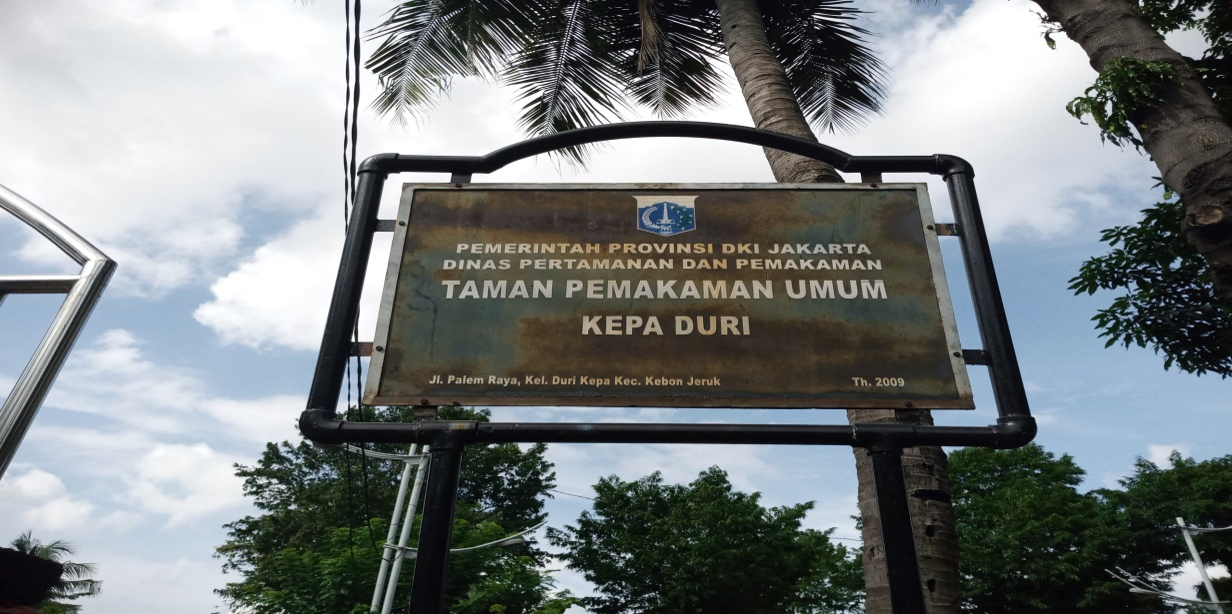 PEMERINTAH PROVINSI DKI JAKARTA
DINAS PERTAMANAN DAN PEMAKAMAN
TAMAN PEMAKAMAN UMUM
KEPA DURI
Jl. Palem Raya, Kel. Duri Kepa Kec. Kebon Jeruk Th. 2009